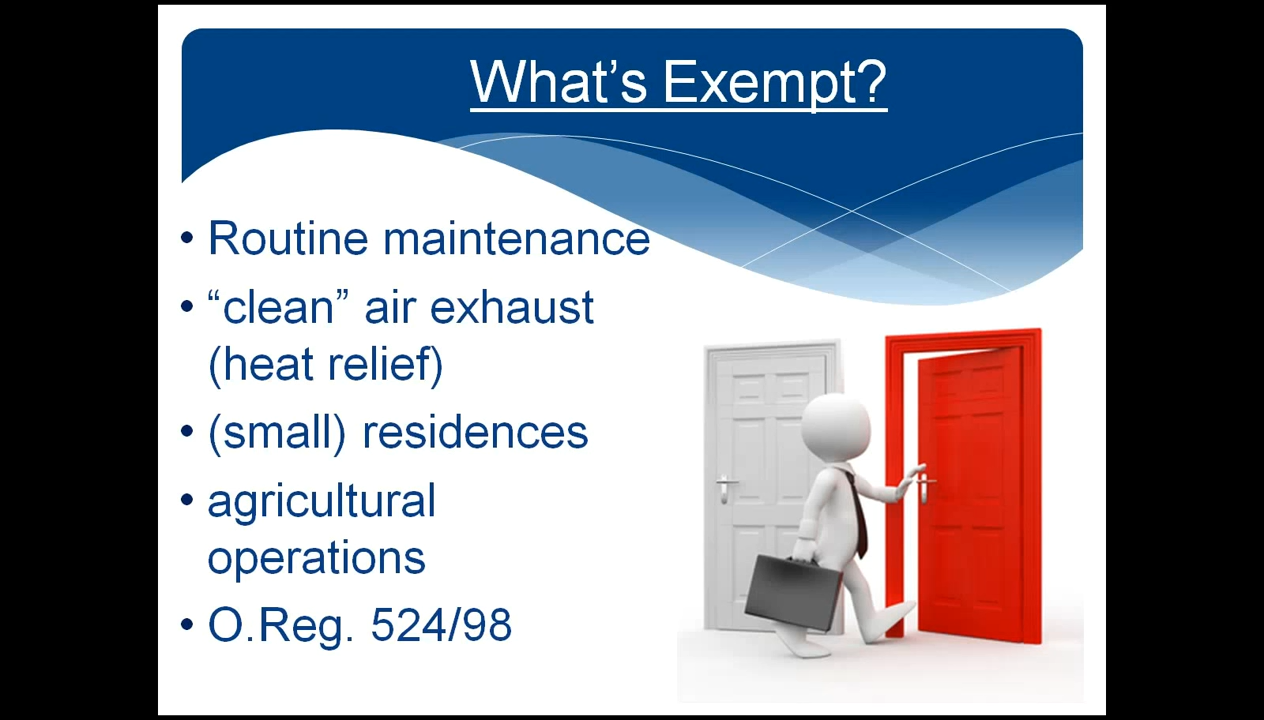 What’s Exempt?
• Routine maintenance
• “clean” air exhaust
(heat relief)
• (small) residences
• agricultural
operations
• O.Reg. 524/98